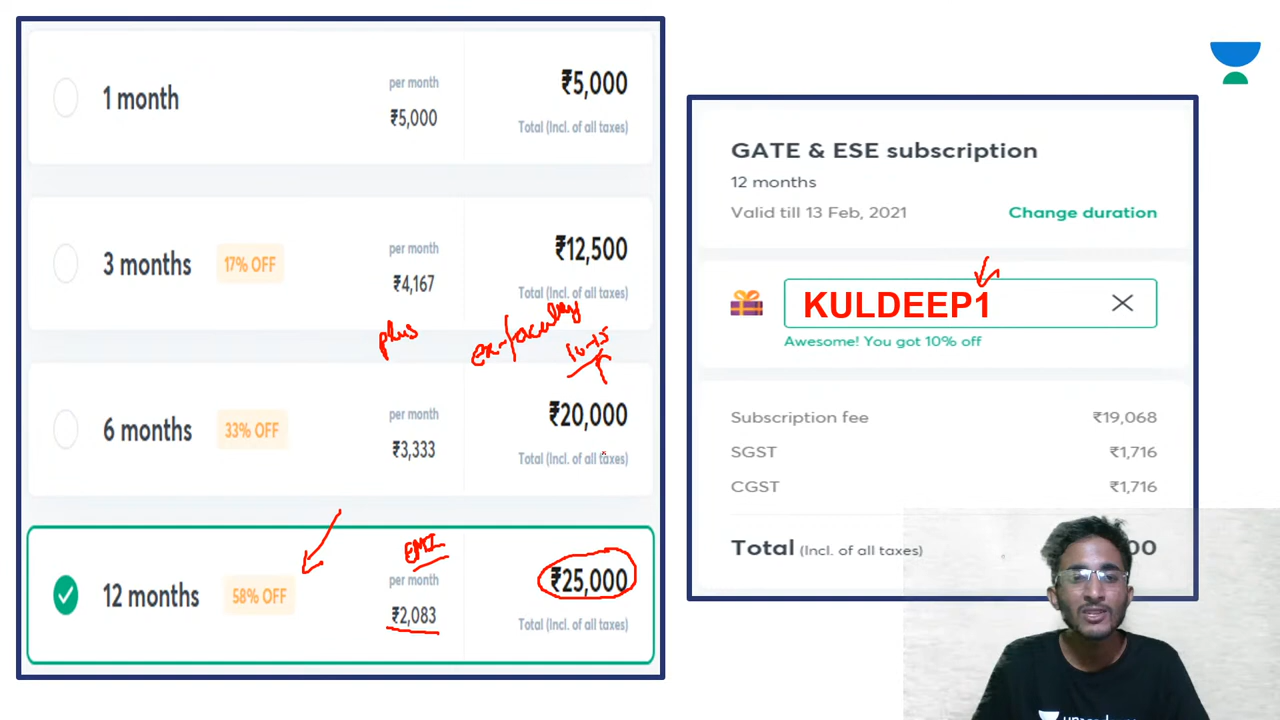 1 month
per month
₹5,000
₹5,000
Total (Incl. of all taxes)
3 months
17% OFF
per month
₹4,167
₹12,500
Total (Incl. of all taxes)
plus
ex-faculty
10-15
6 months
33% OFF
per month
₹3,333
₹20,000
Total (Incl. of all taxes)
12 months
58% OFF
EMI
per month
₹2,083
₹25,000
Total (Incl. of all taxes)
GATE & ESE subscription
12 months
Valid till 13 Feb, 2021
Change duration
KULDEEP1
Awesome! You got 10% off
Subscription fee
₹19,068
SGST
₹1,716
CGST
₹1,716
Total (Incl. of all taxes)
00